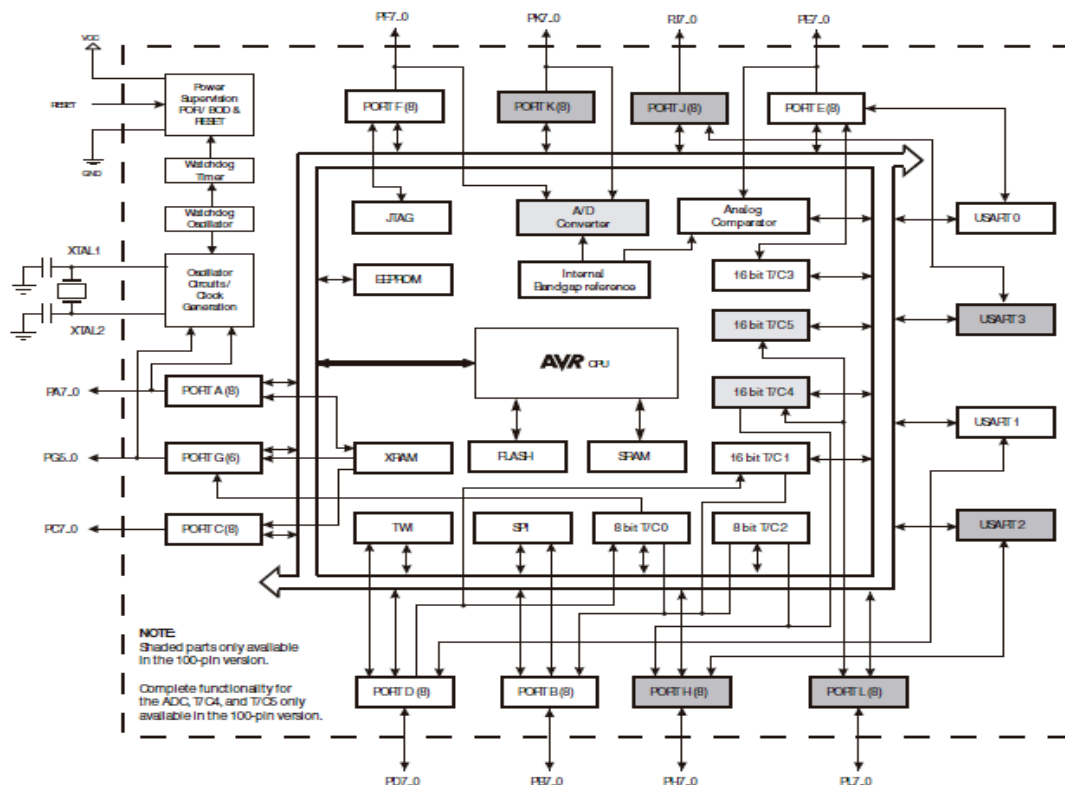 PF7..0
PK7..0
PJ7..0
PE7..0
VCC
RESET
GND
Power
Supervision
POR / BOD &
RESET
PORT F (8)
PORT K (8)
PORT J (8)
PORT E (8)
Watchdog
Timer
Watchdog
Oscillator
JTAG
A/D
Converter
Analog
Comparator
USART 0
XTAL1
XTAL2
Oscillator
Circuits /
Clock
Generation
EEPROM
Internal
Bandgap reference
16 bit T/C3
16 bit T/C5
USART 3
AVR CPU
PA7..0
PORT A (8)
16 bit T/C4
USART 1
PG5..0
PORT G (6)
XRAM
FLASH
SRAM
16 bit T/C1
PC7..0
PORT C (8)
TWI
SPI
8 bit T/C0
8 bit T/C2
USART 2
NOTE:
Shaded parts only available
in the 100-pin version.
Complete functionality for
the ADC, T/C4, and T/C5 only
available in the 100-pin version.
PORT D (8)
PORT B (8)
PORT H (8)
PORT L (8)
PD7..0
PB7..0
PH7..0
PL7..0